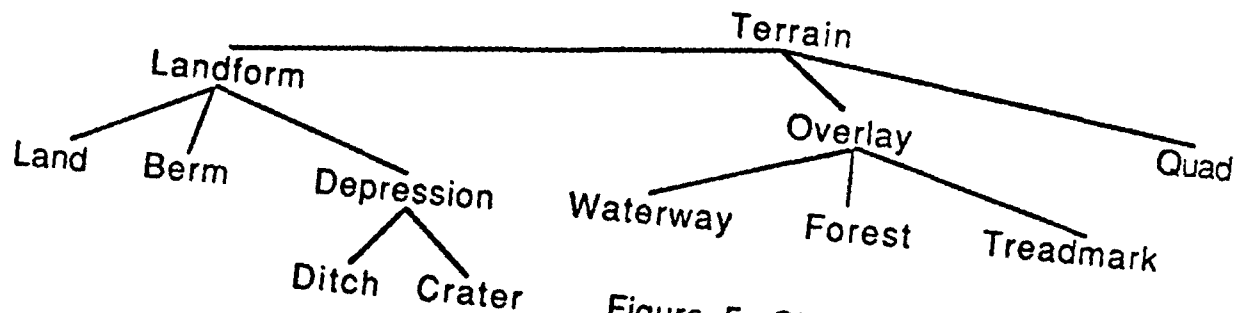 Terrain
Landform
Overlay
Quad
Land
Berm
Depression
Waterway
Forest
Treadmark
Ditch
Crater
Figure 5